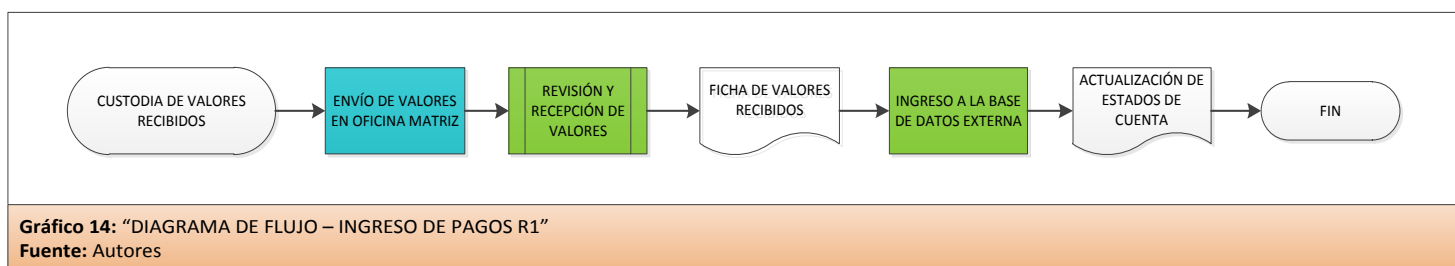 CUSTODIA DE VALORES
RECIBIDOS
ENVÍO DE VALORES
EN OFICINA MATRIZ
REVISIÓN Y
RECEPCIÓN DE
VALORES
FICHA DE VALORES
RECIBIDOS
INGRESO A LA BASE
DE DATOS EXTERNA
ACTUALIZACIÓN DE
ESTADOS DE
CUENTA
FIN
Gráfico 14: “DIAGRAMA DE FLUJO – INGRESO DE PAGOS R1”
Fuente: Autores